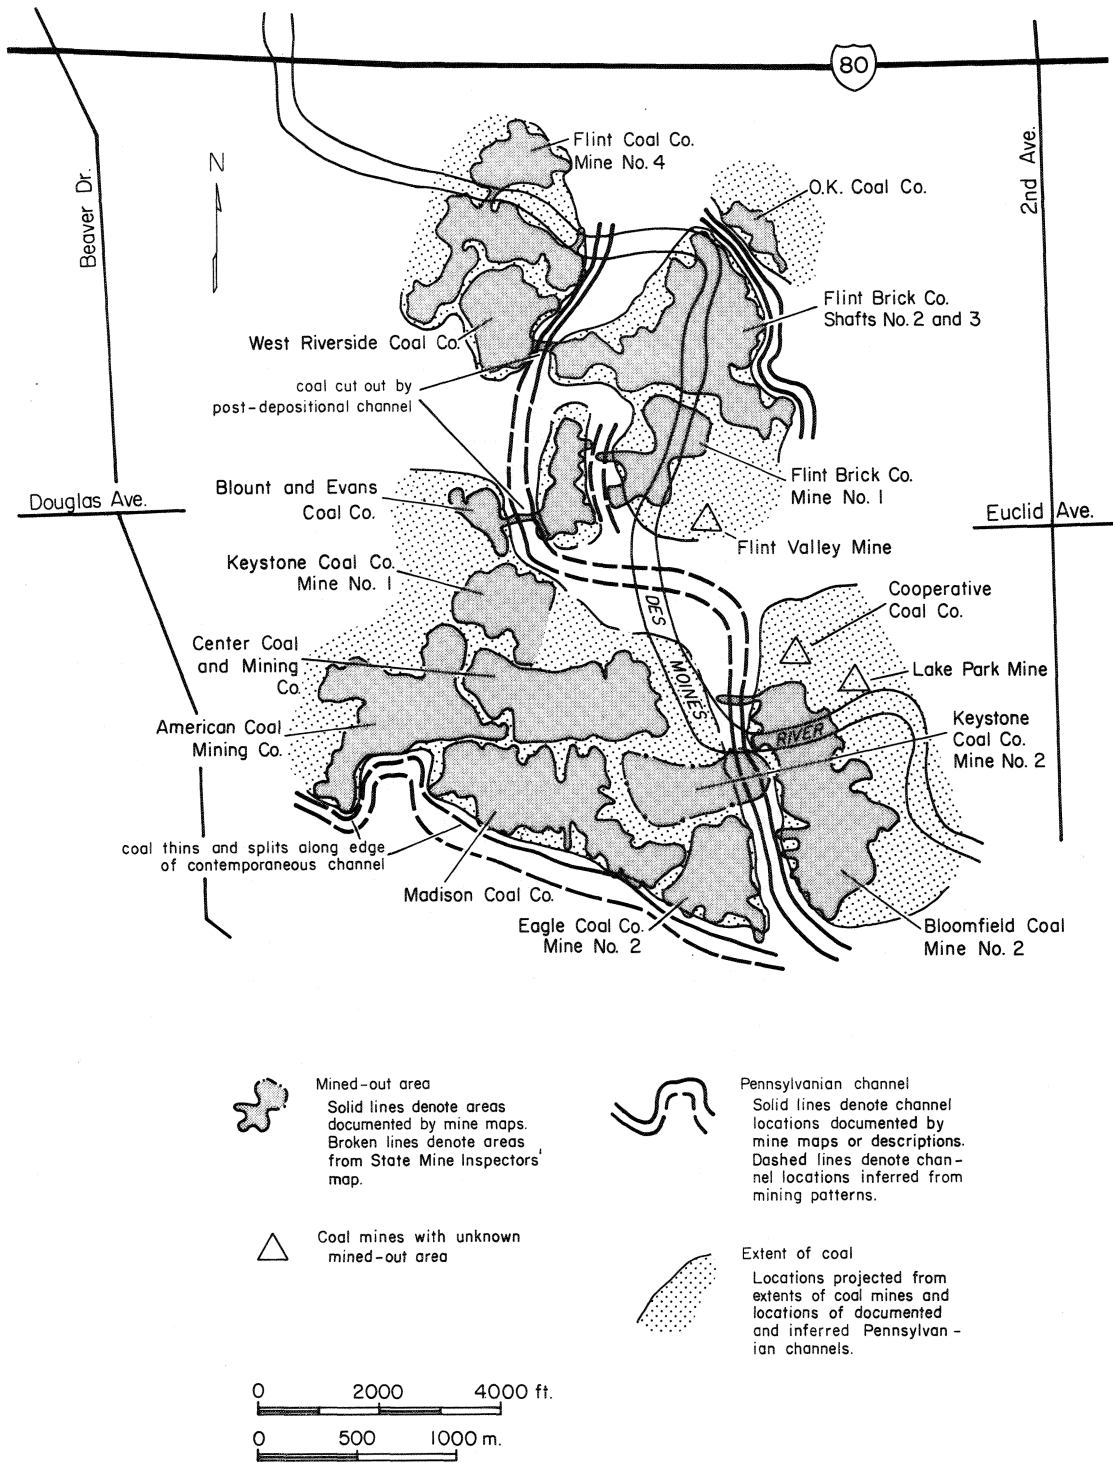 80
Flint Coal Co.
Mine No. 4
N
O.K. Coal Co.
2nd Ave.
Beaver Dr.
Flint Brick Co.
Shafts No. 2 and 3
West Riverside Coal Co.
coal cut out by
post-depositional channel
Blount and Evans
Coal Co.
Flint Brick Co.
Mine No. 1
Douglas Ave.
Euclid Ave.
Flint Valley Mine
Keystone Coal Co.
Mine No. 1
Cooperative
Coal Co.
DES
MOINES
RIVER
Center Coal
and Mining
Co.
Lake Park Mine
American Coal
Mining Co.
Keystone
Coal Co.
Mine No. 2
coal thins and splits along edge
of contemporaneous channel
Madison Coal Co.
Eagle Coal Co.
Mine No. 2
Bloomfield Coal
Mine No. 2
Mined-out area
Solid lines denote areas
documented by mine maps.
Broken lines denote areas
from State Mine Inspectors'
map.
Coal mines with unknown
mined-out area
Pennsylvanian channel
Solid lines denote channel
locations documented by
mine maps or descriptions.
Dashed lines denote chan-
nel locations inferred from
mining patterns.
Extent of coal
Locations projected from
extents of coal mines and
locations of documented
and inferred Pennsylvan-
ian channels.
0 2000 4000 ft.
0 500 1000 m.